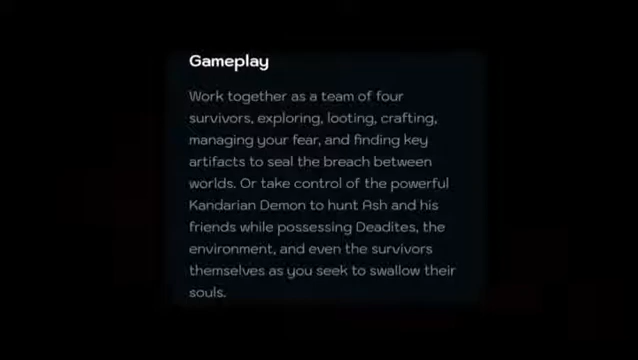 Gameplay
Work together as a team of four
survivors, exploring, looting, crafting,
managing your fear, and finding key
artifacts to seal the breach between
worlds. Or take control of the powerful
Kandarian Demon to hunt Ash and his
friends while possessing Deadites, the
environment, and even the survivors
themselves as you seek to swallow their
souls.